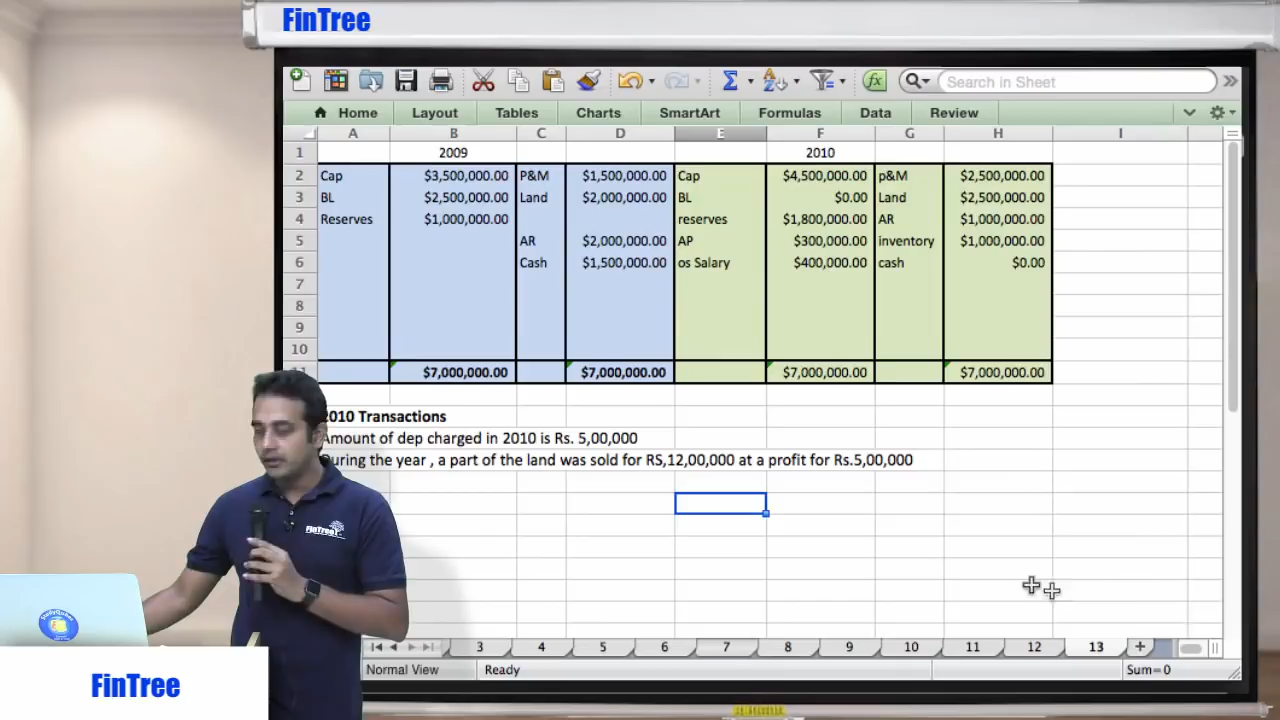 FinTree
Search in Sheet
Home Layout Tables Charts SmartArt Formulas Data Review
A B C D E F G H I
1 2009 2010
2 Cap $3,500,000.00 P&M $1,500,000.00 Cap $4,500,000.00 p&M $2,500,000.00
3 BL $2,500,000.00 Land $2,000,000.00 BL $0.00 Land $2,500,000.00
4 Reserves $1,000,000.00 reserves $1,800,000.00 AR $1,000,000.00
5 AR $2,000,000.00 AP $300,000.00 inventory $1,000,000.00
6 Cash $1,500,000.00 os Salary $400,000.00 cash $0.00
7
8
9
10
11 $7,000,000.00 $7,000,000.00 $7,000,000.00 $7,000,000.00
2010 Transactions
Amount of dep charged in 2010 is Rs. 5,00,000
During the year , a part of the land was sold for RS,12,00,000 at a profit for Rs.5,00,000
FinTree
3 4 5 6 7 8 9 10 11 12 13
Normal View Ready Sum=0
FinTree